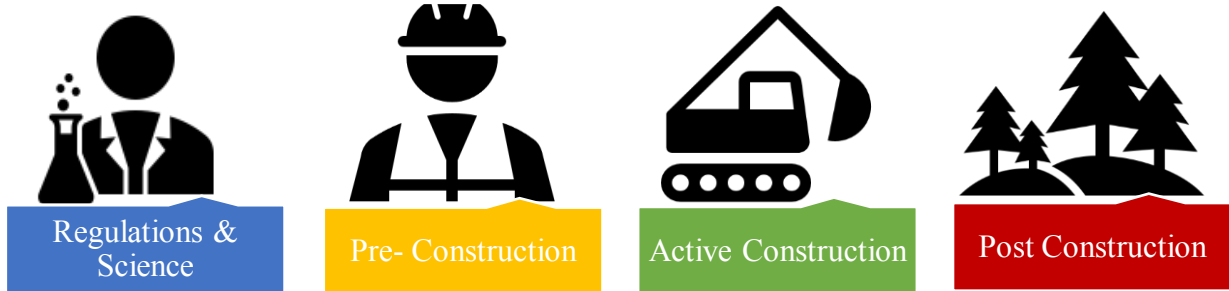 Regulations &
Science
Pre- Construction
Active Construction
Post Construction